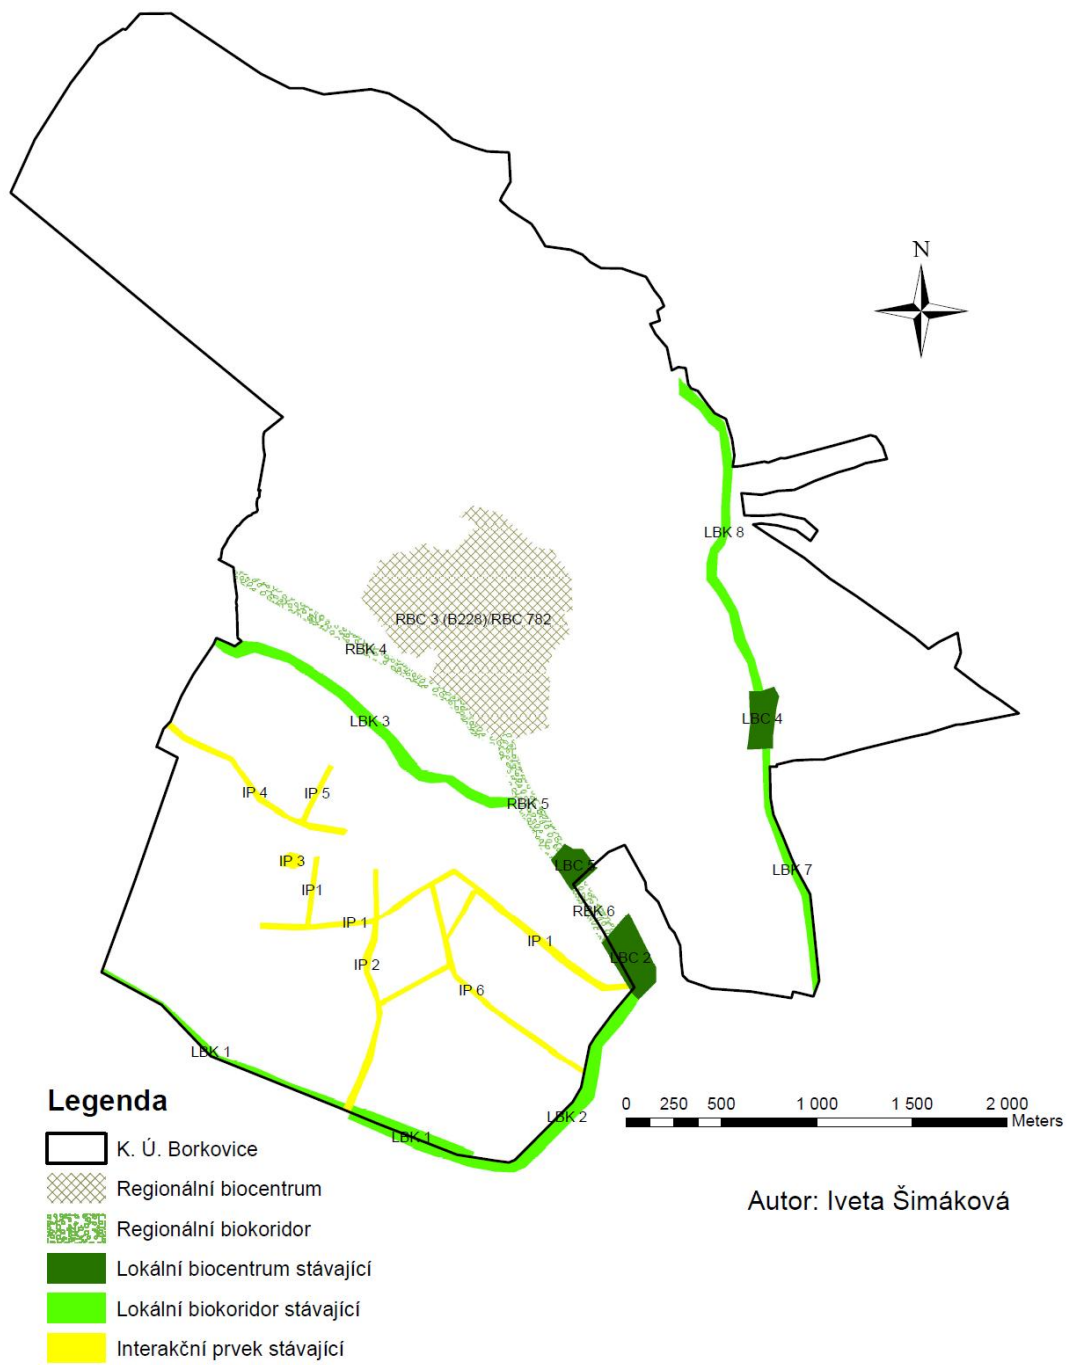 N
LBK 8
RBC 3 (B228)/RBC 782
RBK 4
LBC 4
LBK 3
IP 4
IP 5
RBK 5
IP 3
LBC 5
LBK 7
IP1
IP 1
RBK 6
IP 1
IP 2
LBC 2
IP 6
LBK 1
LBK 2
LBK 1
0 250 500 1 000 1 500 2 000
Meters
Legenda
K. Ú. Borkovice
Regionální biocentrum
Regionální biokoridor
Lokální biocentrum stávající
Lokální biokoridor stávající
Interakční prvek stávající
Autor: Iveta Šimáková